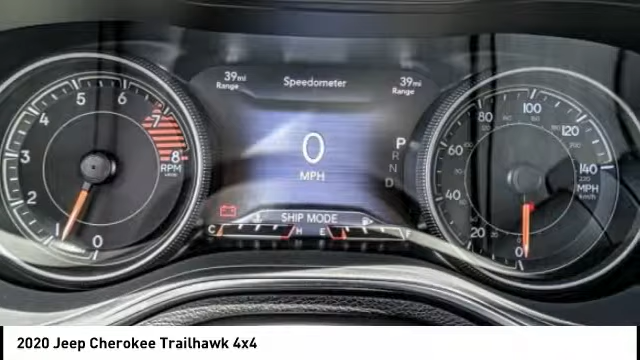 39mi Range
Speedometer
39mi Range
0
MPH
P
R
N
D
SHIP MODE
C H E F
0 1 2 3 4 5 6 7 8
RPM
0 20 40 60 80 100 120 140
MPH
km/h
2020 Jeep Cherokee Trailhawk 4x4